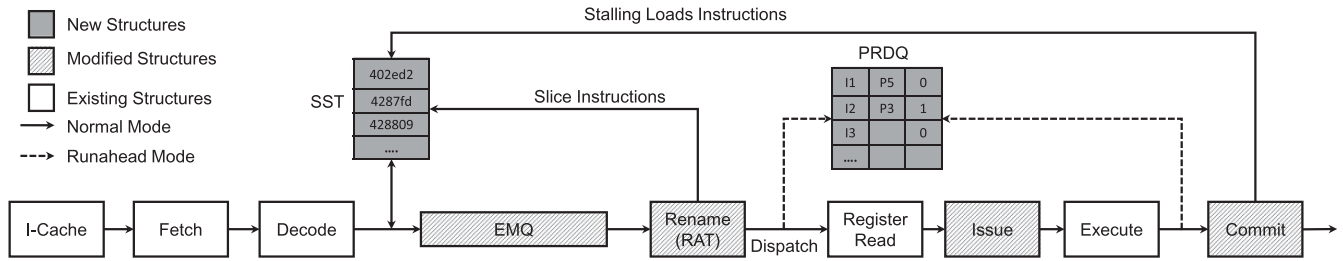 New Structures
Modified Structures
Existing Structures
Normal Mode
Runahead Mode
Stalling Loads Instructions
SST
402ed2
4287fd
428809
....
Slice Instructions
PRDQ
I1 P5 0
I2 P3 1
I3 0
....
I-Cache
Fetch
Decode
EMQ
Rename
(RAT)
Dispatch
Register
Read
Issue
Execute
Commit